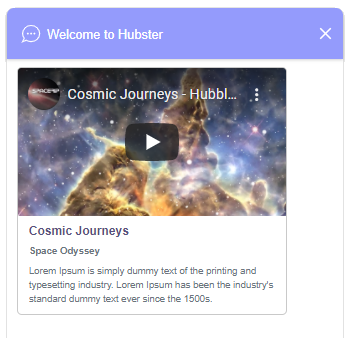 Welcome to Hubster
SPACERIP
Cosmic Journeys - Hubbl...
Cosmic Journeys
Space Odyssey
Lorem Ipsum is simply dummy text of the printing and
typesetting industry. Lorem Ipsum has been the industry's
standard dummy text ever since the 1500s.